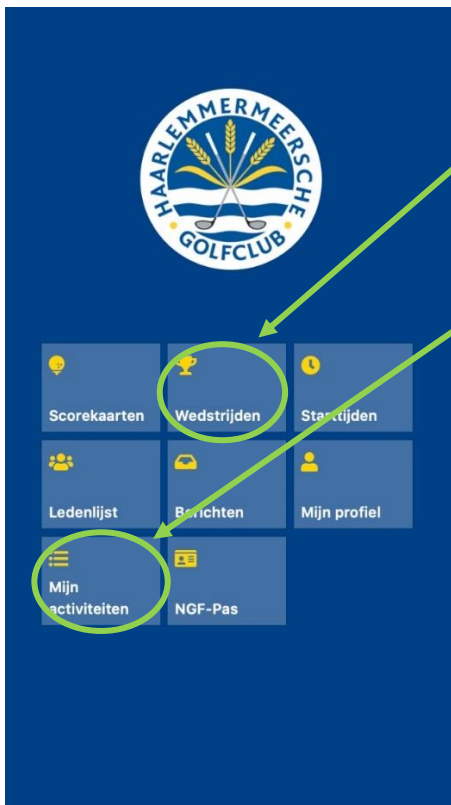 HAARLEMMERMEERSCHE
GOLFCLUB
Scorekaarten
Wedstrijden
Starttijden
Ledenlijst
Berichten
Mijn profiel
Mijn
activiteiten
NGF-Pas